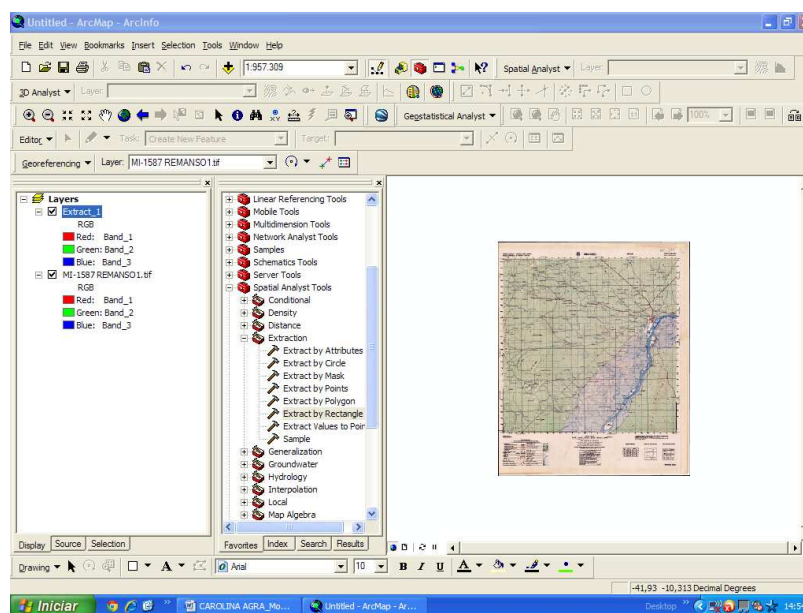 Untitled - ArcMap - ArcInfo
File Edit View Bookmarks Insert Selection Tools Window Help
1:957.309 Spatial Analyst Layer:
3D Analyst Layer:
Geostatistical Analyst 100%
Editor Task: Create New Feature Target:
Georeferencing Layer: MI-1587 REMANSO1.tif
Layers
Extract_1
RGB
Red: Band_1
Green: Band_2
Blue: Band_3
MI-1587 REMANSO1.tif
RGB
Red: Band_1
Green: Band_2
Blue: Band_3
Display Source Selection
Linear Referencing Tools
Mobile Tools
Multidimension Tools
Network Analyst Tools
Samples
Schematics Tools
Server Tools
Spatial Analyst Tools
Conditional
Density
Distance
Extraction
Extract by Attributes
Extract by Circle
Extract by Mask
Extract by Points
Extract by Polygon
Extract by Rectangle
Extract Values to Poir
Sample
Generalization
Groundwater
Hydrology
Interpolation
Local
Map Algebra
Favorites Index Search Results
Drawing A Arial 10 B I U A
-41,93 -10,313 Decimal Degrees
Iniciar CAROLINA AGRA_Mo... Untitled - ArcMap - Ar... Desktop 14:5